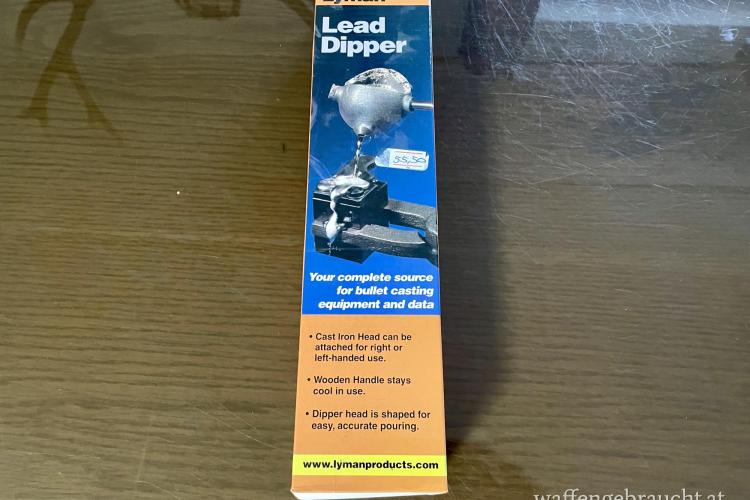 Lyman
Lead
Dipper
55,50
Your complete source
for bullet casting
equipment and data
• Cast Iron Head can be
attached for right or
left-handed use.
• Wooden Handle stays
cool in use.
• Dipper head is shaped for
easy, accurate pouring.
www.lymanproducts.com
waffengebraucht.at